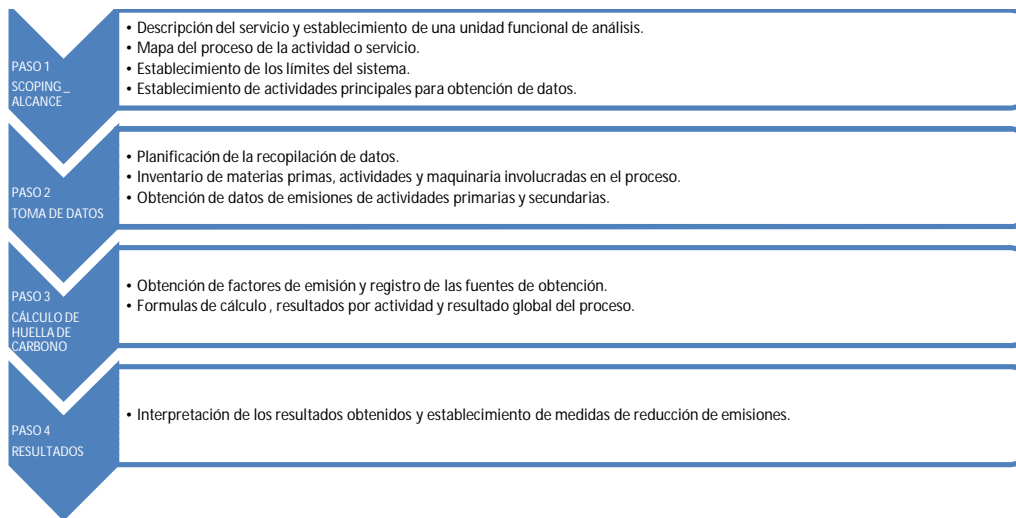 PASO 1
SCOPING_
ALCANCE
• Descripción del servicio y establecimiento de una unidad funcional de análisis.
• Mapa del proceso de la actividad o servicio.
• Establecimiento de los límites del sistema.
• Establecimiento de actividades principales para obtención de datos.
PASO 2
TOMA DE DATOS
• Planificación de la recopilación de datos.
• Inventario de materias primas, actividades y maquinaria involucradas en el proceso.
• Obtención de datos de emisiones de actividades primarias y secundarias.
PASO 3
CÁLCULO DE
HUELLA DE
CARBONO
• Obtención de factores de emisión y registro de las fuentes de obtención.
• Formulas de cálculo , resultados por actividad y resultado global del proceso.
PASO 4
RESULTADOS
• Interpretación de los resultados obtenidos y establecimiento de medidas de reducción de emisiones.